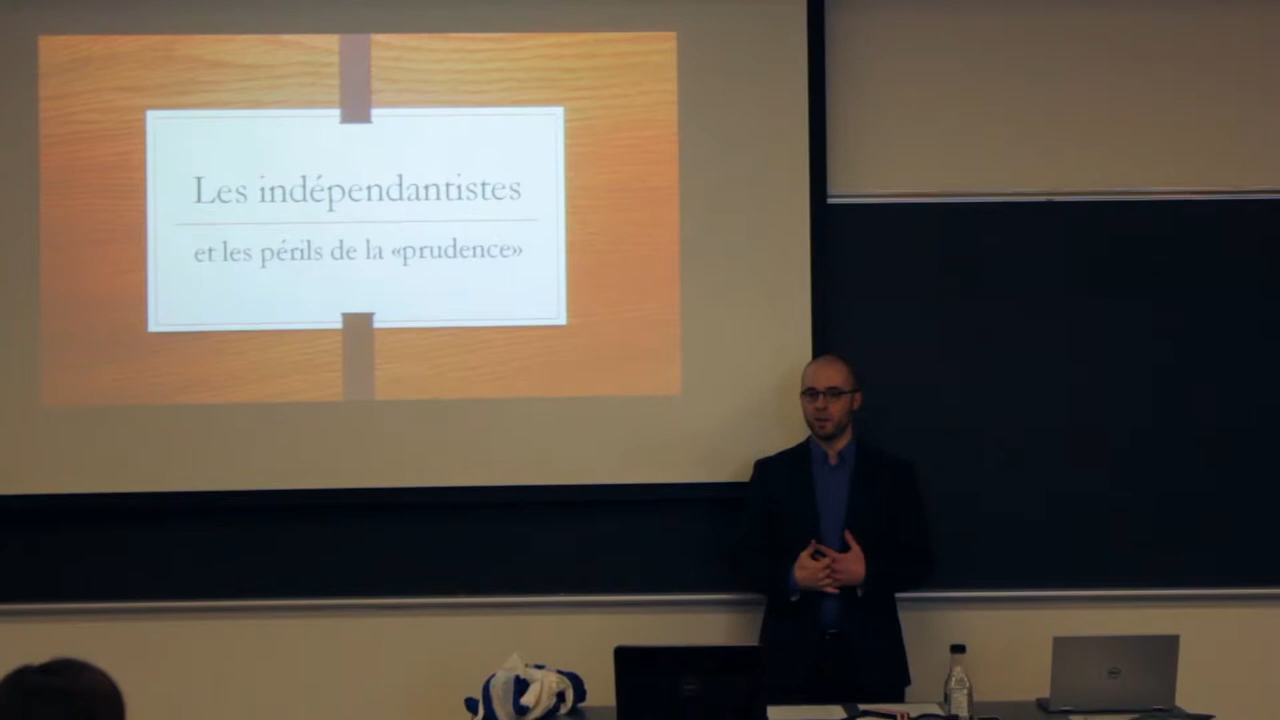 Les indépendantistes
et les périls de la «prudence»